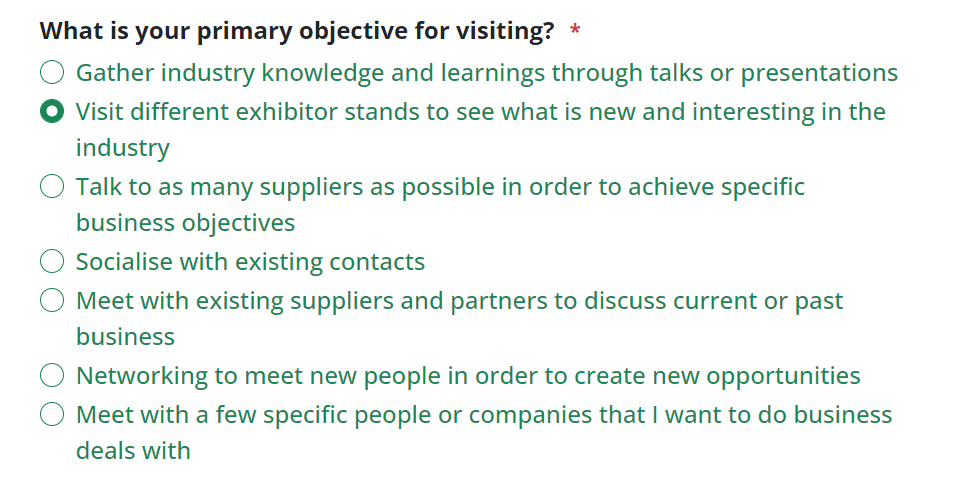 What is your primary objective for visiting? *
Gather industry knowledge and learnings through talks or presentations
Visit different exhibitor stands to see what is new and interesting in the
industry
Talk to as many suppliers as possible in order to achieve specific
business objectives
Socialise with existing contacts
Meet with existing suppliers and partners to discuss current or past
business
Networking to meet new people in order to create new opportunities
Meet with a few specific people or companies that I want to do business
deals with